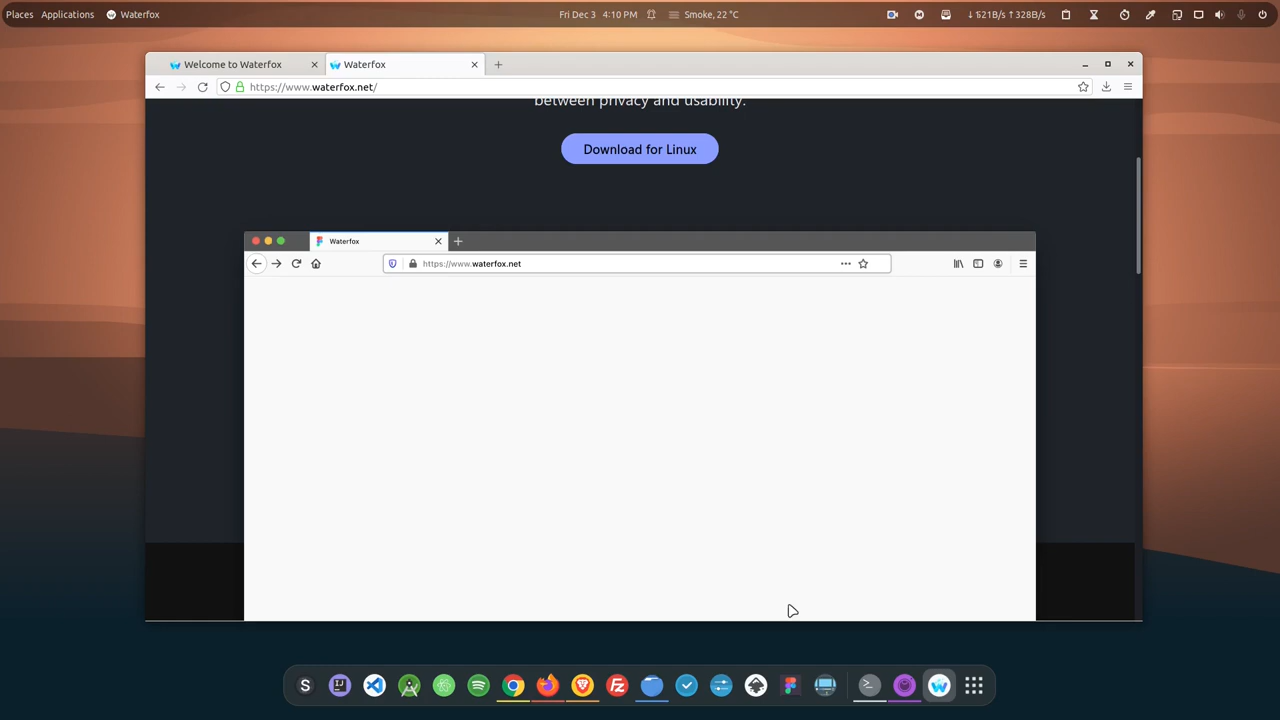 Places Applications Waterfox Fri Dec 3 4:10 PM Smoke, 22 °C ↓ 621B/s ↑ 328B/s
Welcome to Waterfox Waterfox
https://www.waterfox.net/
between privacy and usability.
Download for Linux
Waterfox
https://www.waterfox.net